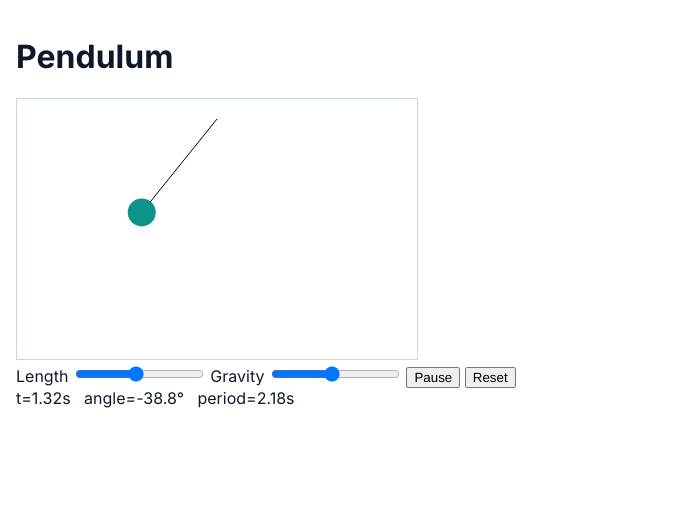 Pendulum
Length Gravity Pause Reset
t=1.32s angle=-38.8° period=2.18s